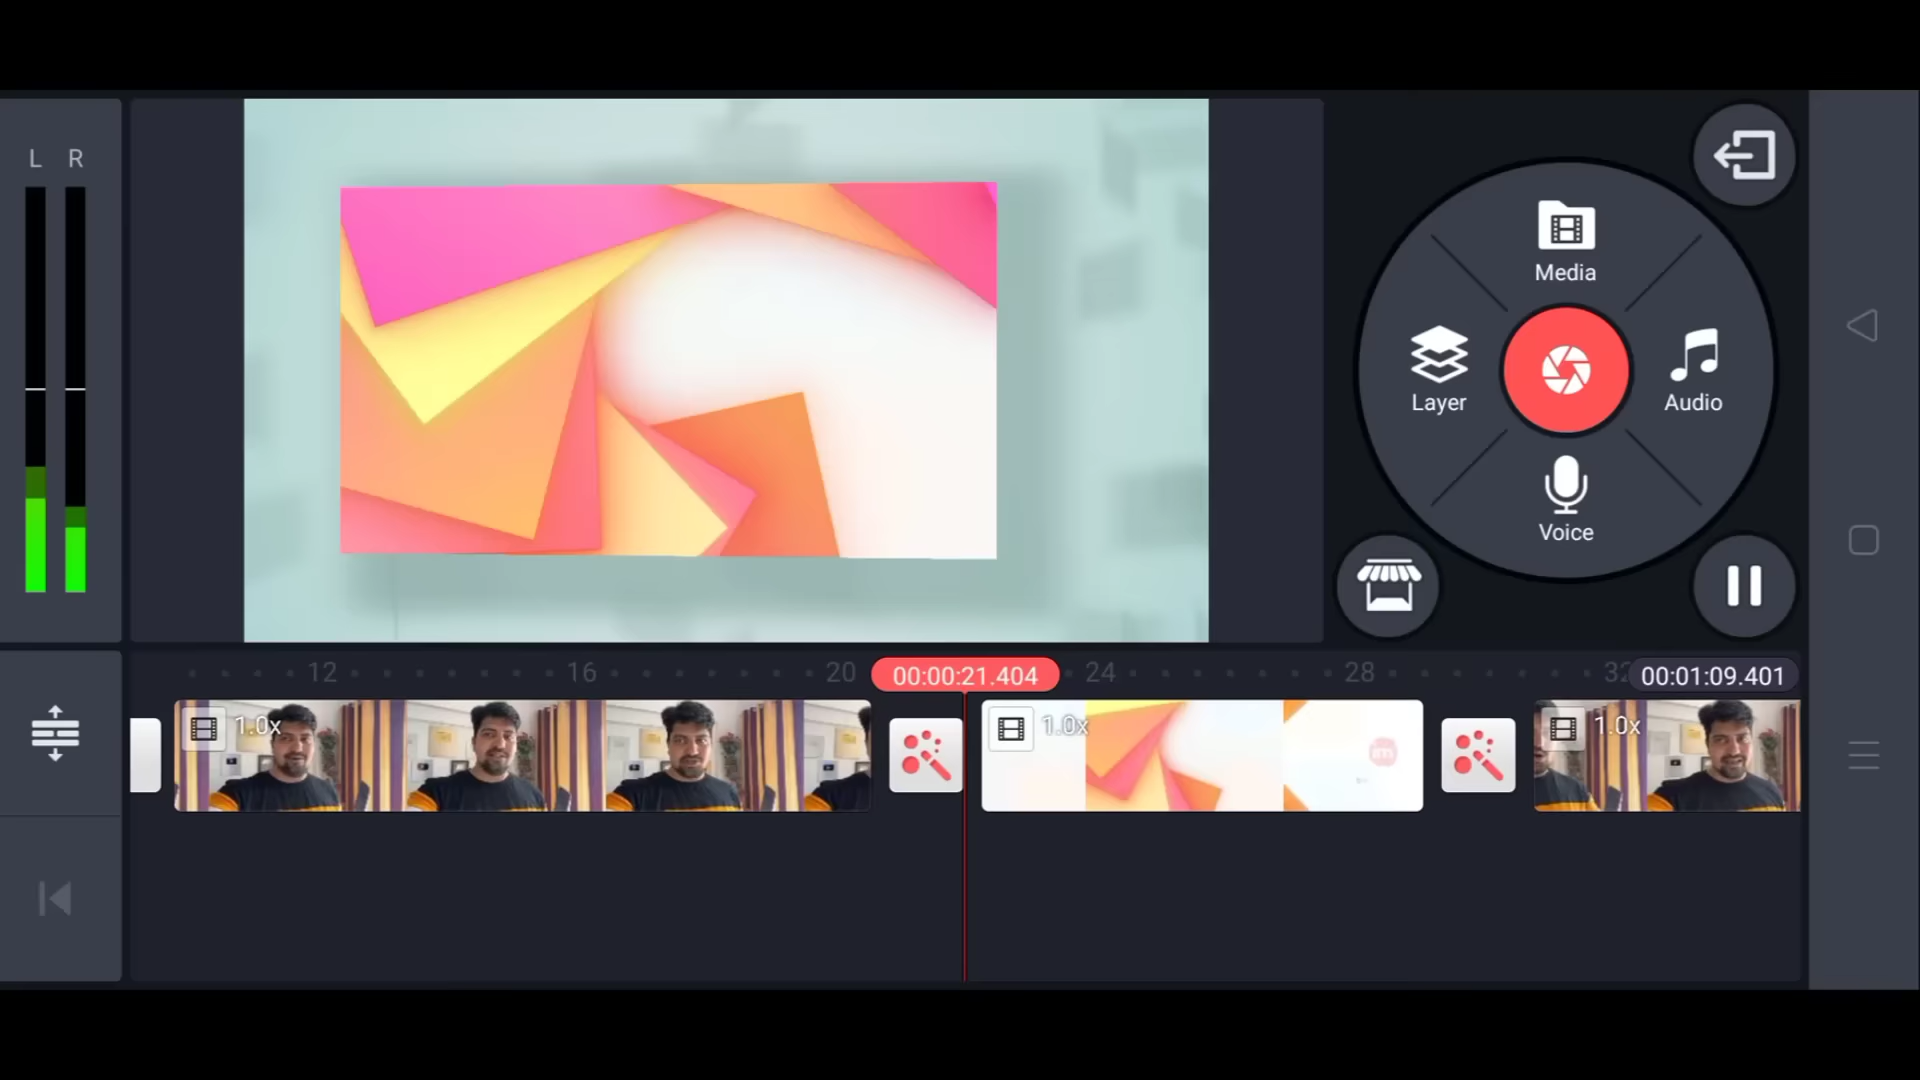 L R
Media
Layer
Audio
Voice
12
16
20
00:00:21.404
24
28
32
00:01:09.401
1.0x
1.0x
1.0x